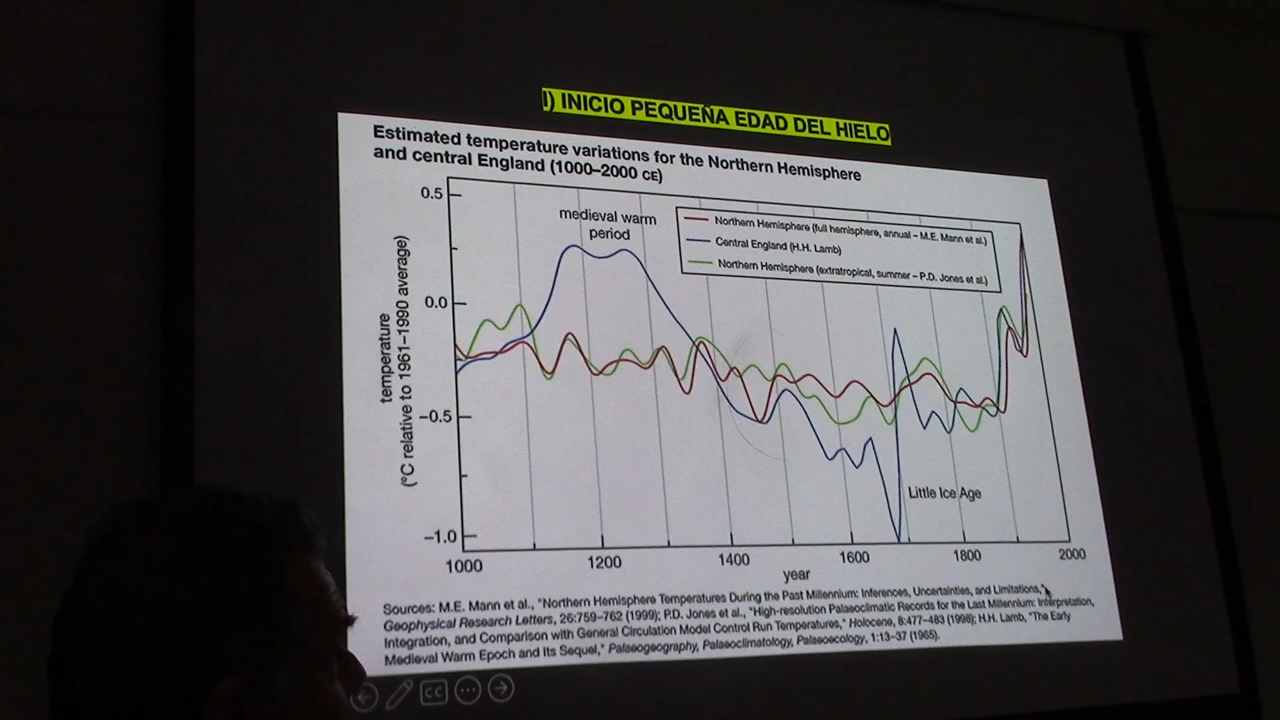 I) INICIO PEQUEÑA EDAD DEL HIELO
Estimated temperature variations for the Northern Hemisphere
and central England (1000–2000 CE)
0.5
0.0
−0.5
−1.0
temperature
(°C relative to 1961–1990 average)
medieval warm
period
Northern Hemisphere (full hemisphere, annual – M.E. Mann et al.)
Central England (H.H. Lamb)
Northern Hemisphere (extratropical, summer – P.D. Jones et al.)
Little Ice Age
1000
1200
1400
1600
1800
2000
year
Sources: M.E. Mann et al., "Northern Hemisphere Temperatures During the Past Millennium: Inferences, Uncertainties, and Limitations,"
Geophysical Research Letters, 26:759–762 (1999); P.D. Jones et al., "High-resolution Palaeoclimatic Records for the Last Millennium: Interpretation,
Integration, and Comparison with General Circulation Model Control Run Temperatures," Holocene, 8:477–483 (1998); H.H. Lamb, "The Early
Medieval Warm Epoch and Its Sequel," Palaeogeography, Palaeoclimatology, Palaeoecology, 1:13–37 (1965).
CC